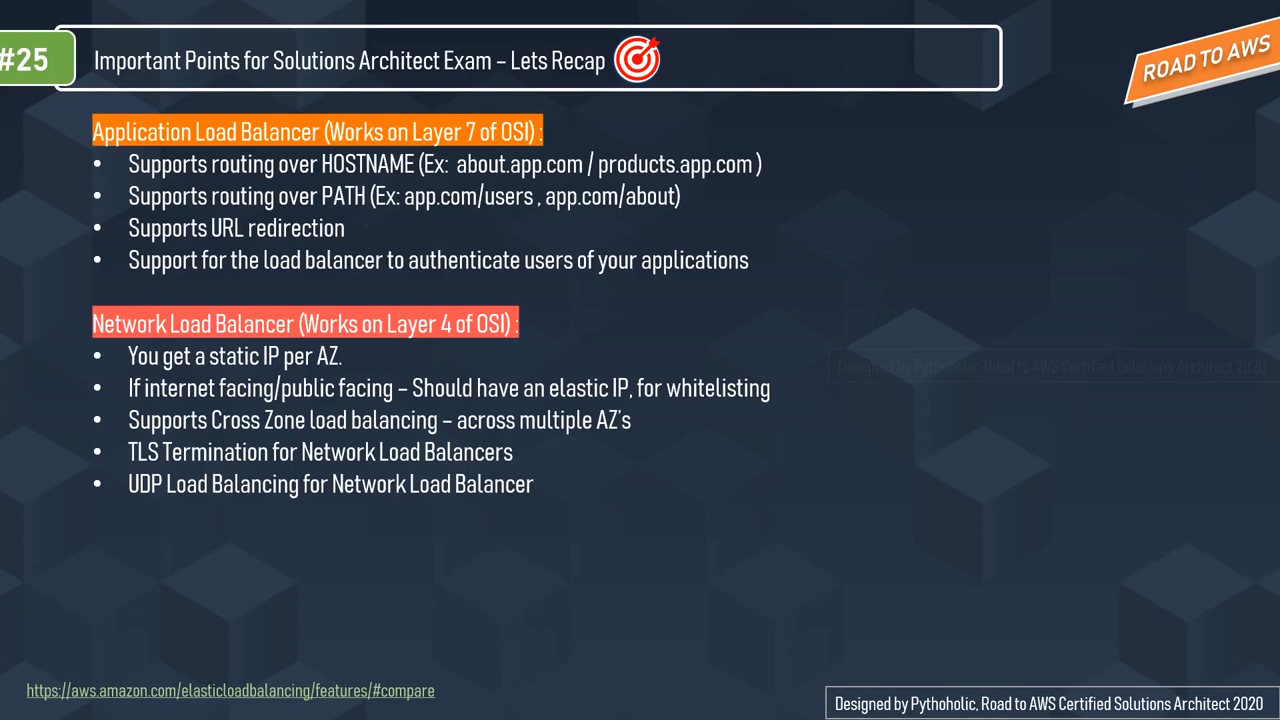 #25
Important Points for Solutions Architect Exam – Lets Recap
ROAD TO AWS
Application Load Balancer (Works on Layer 7 of OSI) :
• Supports routing over HOSTNAME (Ex: about.app.com / products.app.com )
• Supports routing over PATH (Ex: app.com/users , app.com/about)
• Supports URL redirection
• Support for the load balancer to authenticate users of your applications
Network Load Balancer (Works on Layer 4 of OSI) :
• You get a static IP per AZ.
• If internet facing/public facing – Should have an elastic IP, for whitelisting
• Supports Cross Zone load balancing – across multiple AZ's
• TLS Termination for Network Load Balancers
• UDP Load Balancing for Network Load Balancer
Designed by Pythoholic, Road to AWS Certified Solutions Architect 2020
https://aws.amazon.com/elasticloadbalancing/features/#compare
Designed by Pythoholic, Road to AWS Certified Solutions Architect 2020